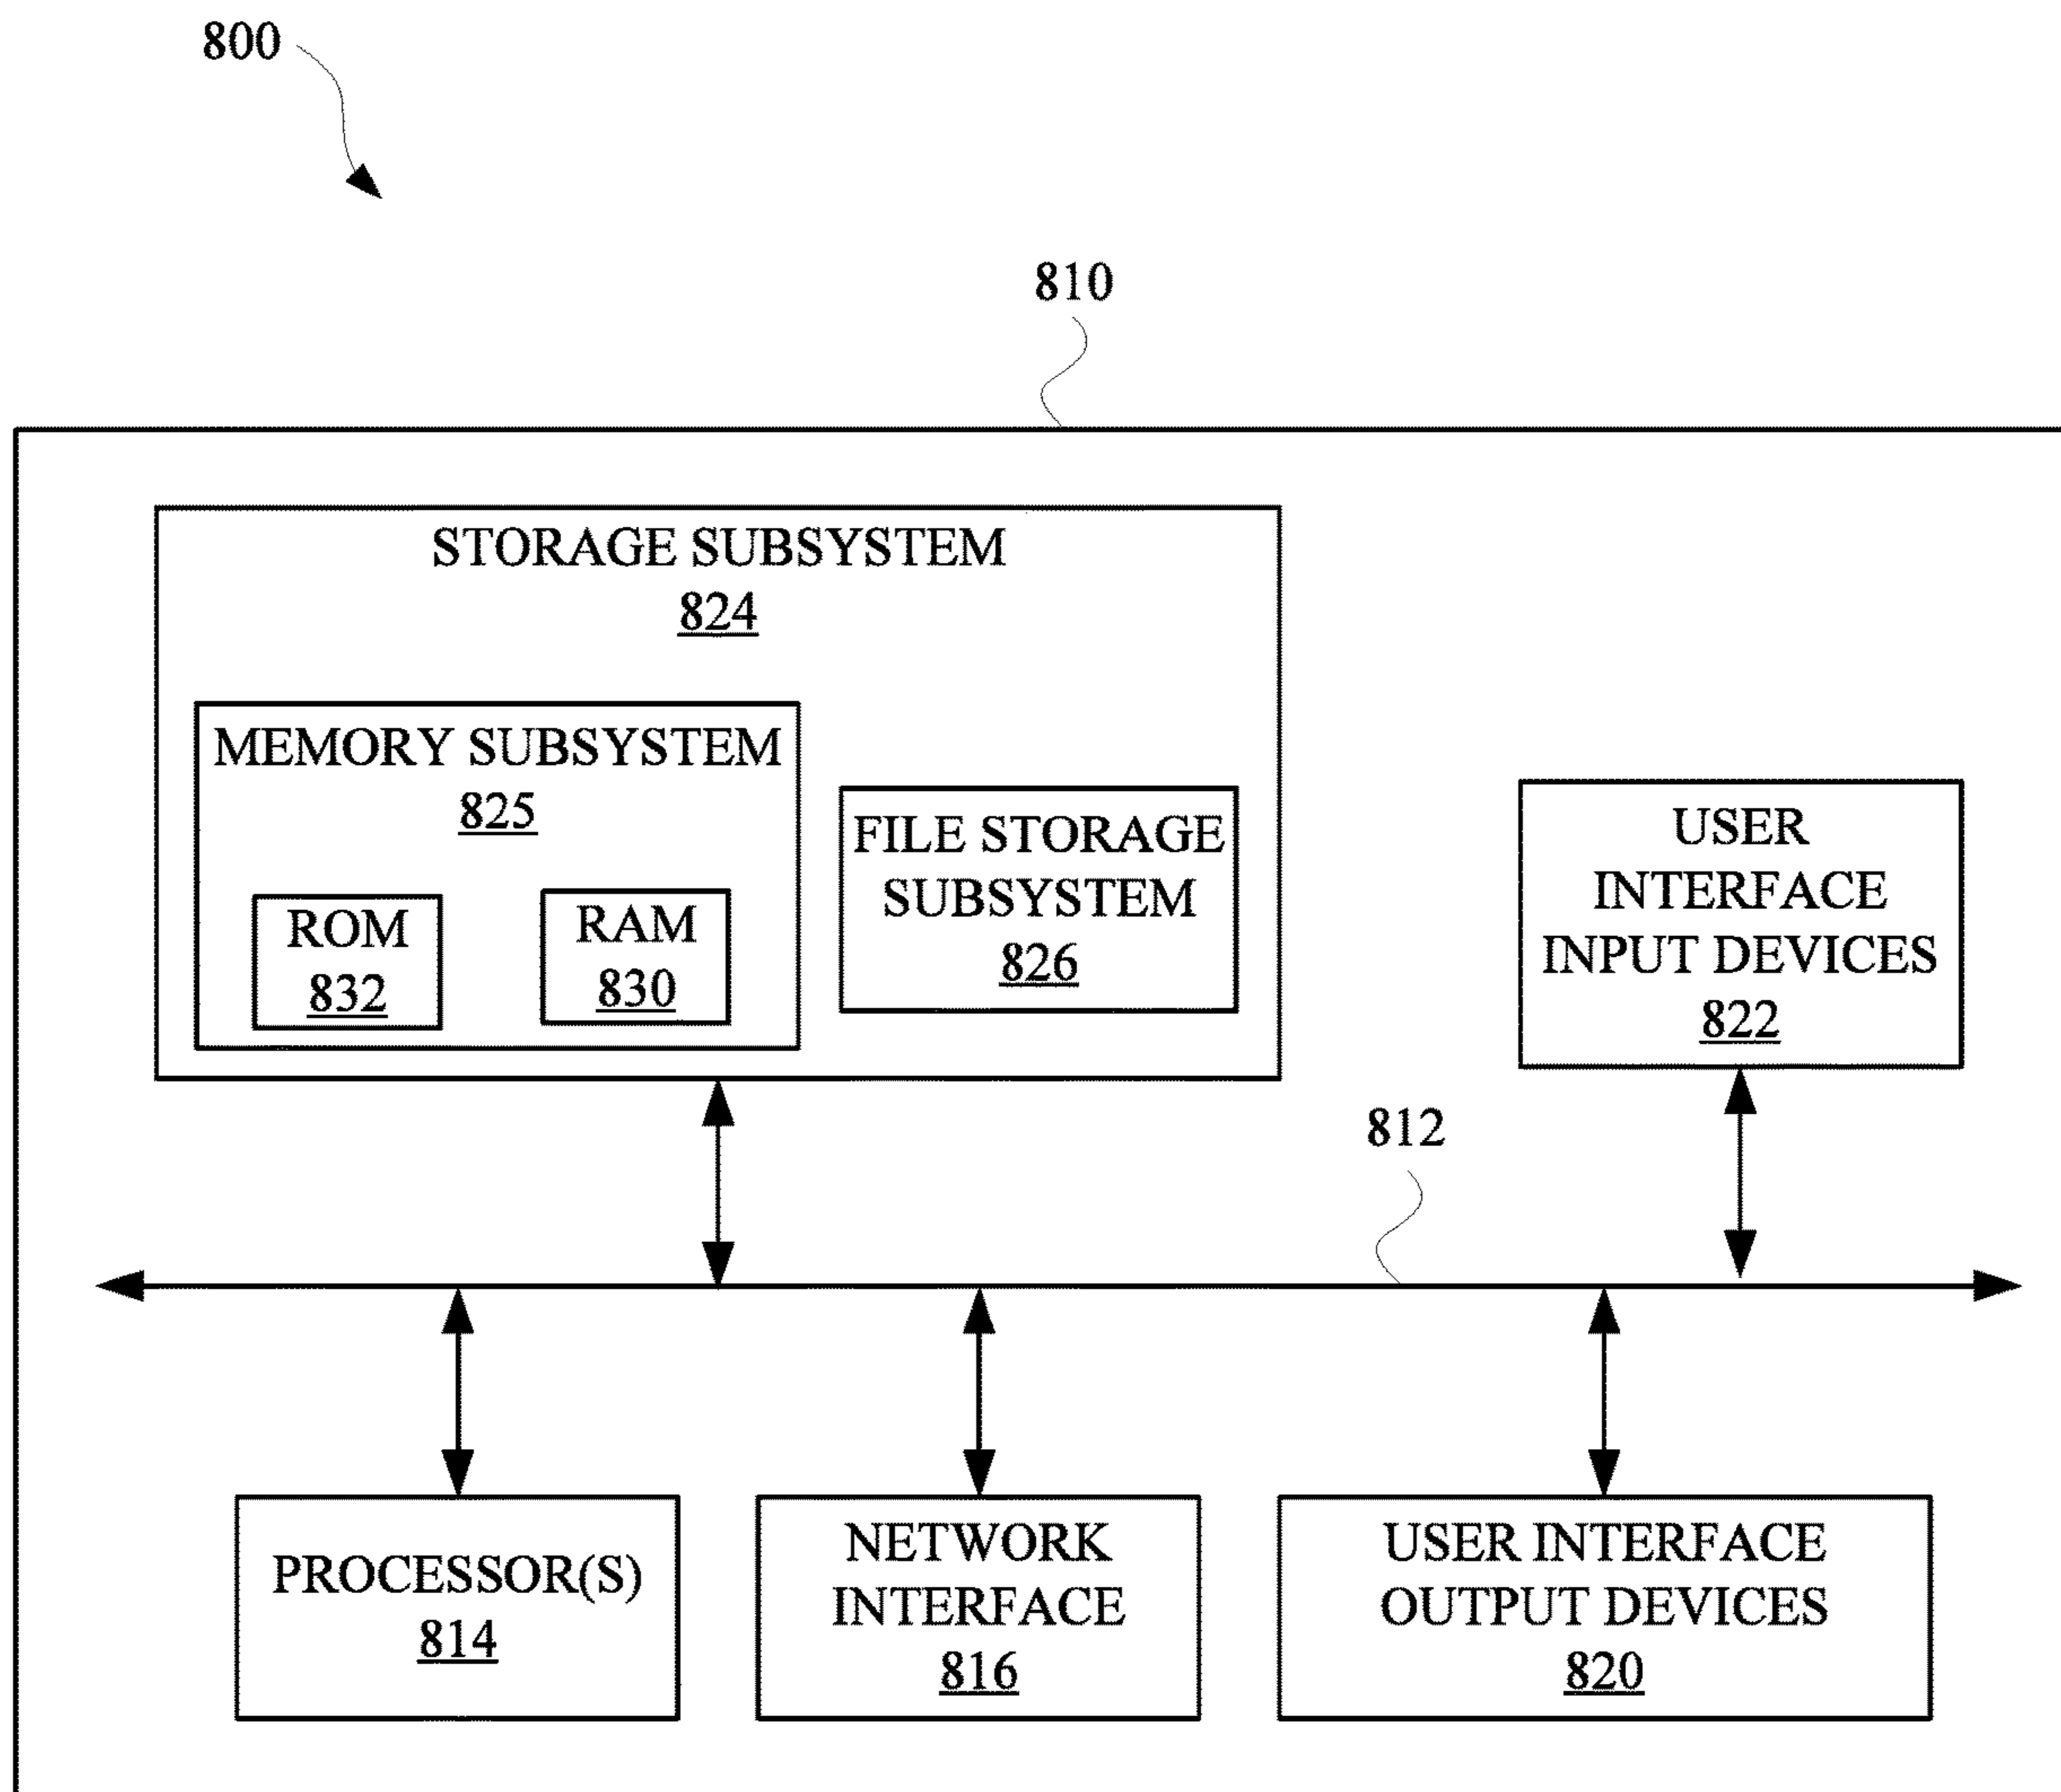 800
810
STORAGE SUBSYSTEM
824
MEMORY SUBSYSTEM
825
ROM
832
RAM
830
FILE STORAGE
SUBSYSTEM
826
USER
INTERFACE
INPUT DEVICES
822
812
PROCESSOR(S)
814
NETWORK
INTERFACE
816
USER INTERFACE
OUTPUT DEVICES
820